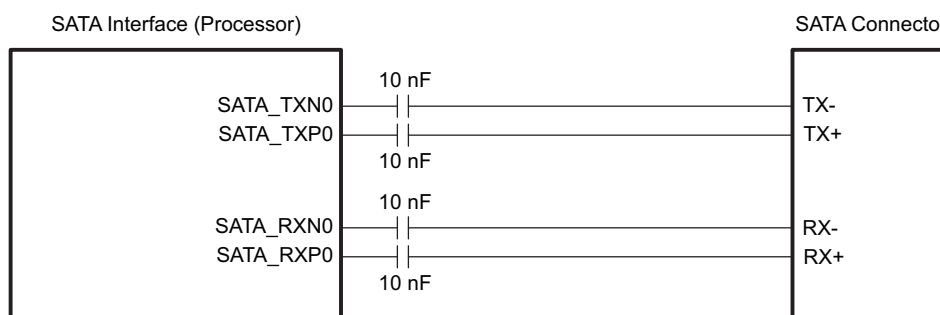 SATA Interface (Processor)
SATA Connecto
10 nF
SATA_TXN0
TX-
SATA_TXP0
TX+
10 nF
10 nF
SATA_RXN0
RX-
SATA_RXP0
RX+
10 nF